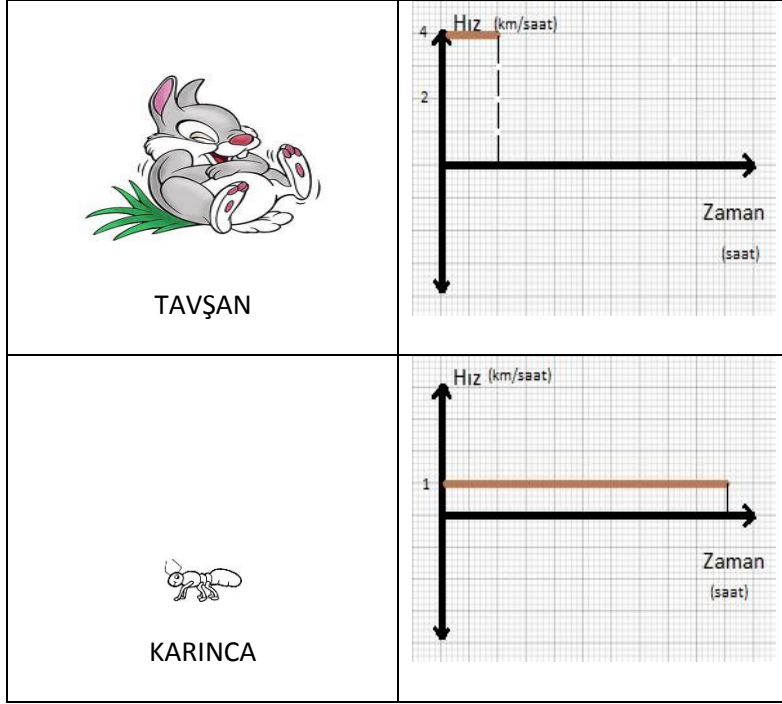 Hız (km/saat)
4
2
Zaman
(saat)
TAVŞAN
Hız (km/saat)
1
Zaman
(saat)
KARINCA